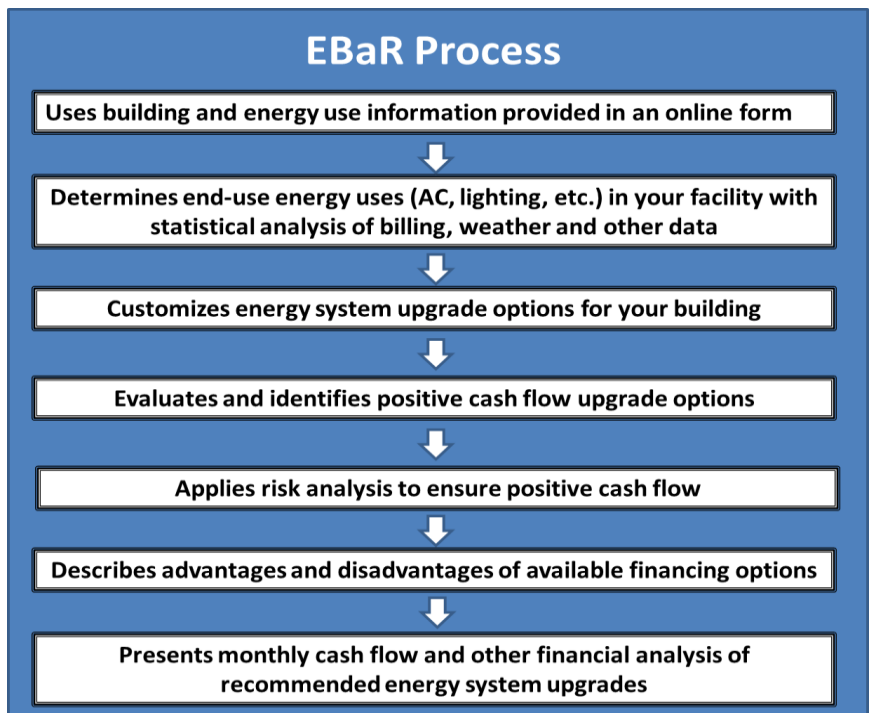 EBaR Process
Uses building and energy use information provided in an online form
Determines end-use energy uses (AC, lighting, etc.) in your facility with
statistical analysis of billing, weather and other data
Customizes energy system upgrade options for your building
Evaluates and identifies positive cash flow upgrade options
Applies risk analysis to ensure positive cash flow
Describes advantages and disadvantages of available financing options
Presents monthly cash flow and other financial analysis of
recommended energy system upgrades